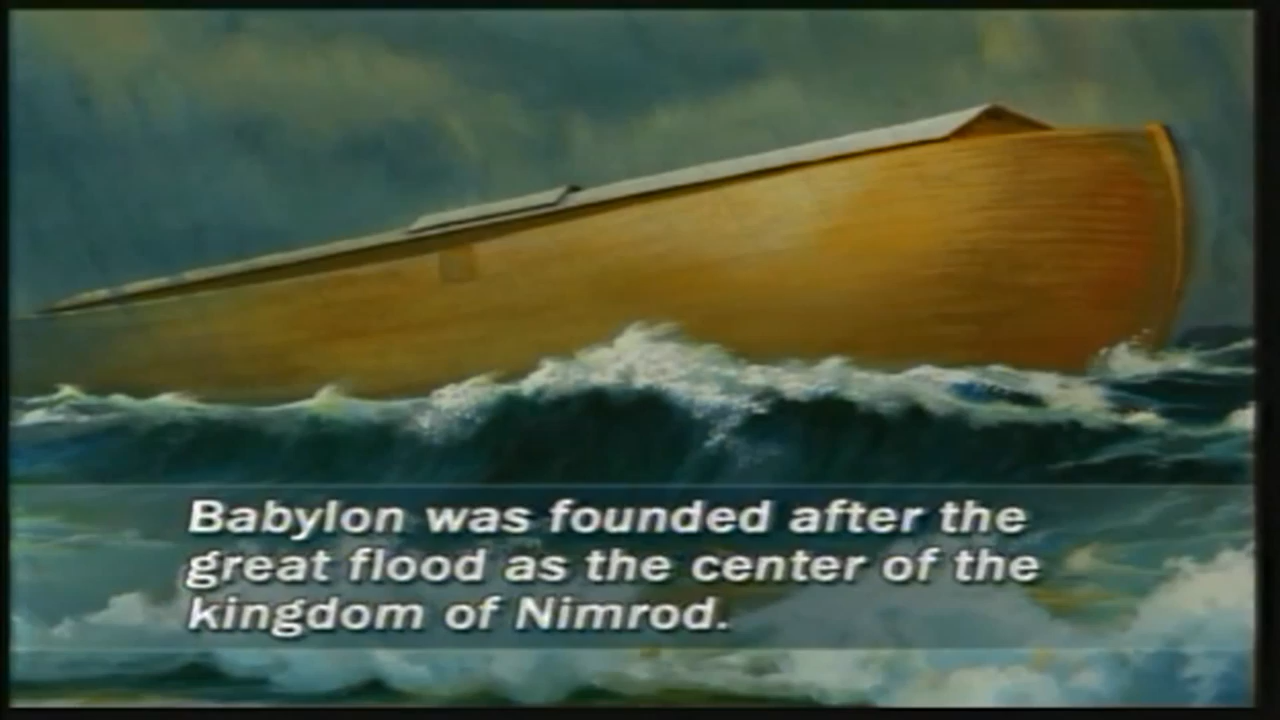 Babylon was founded after the
great flood as the center of the
kingdom of Nimrod.